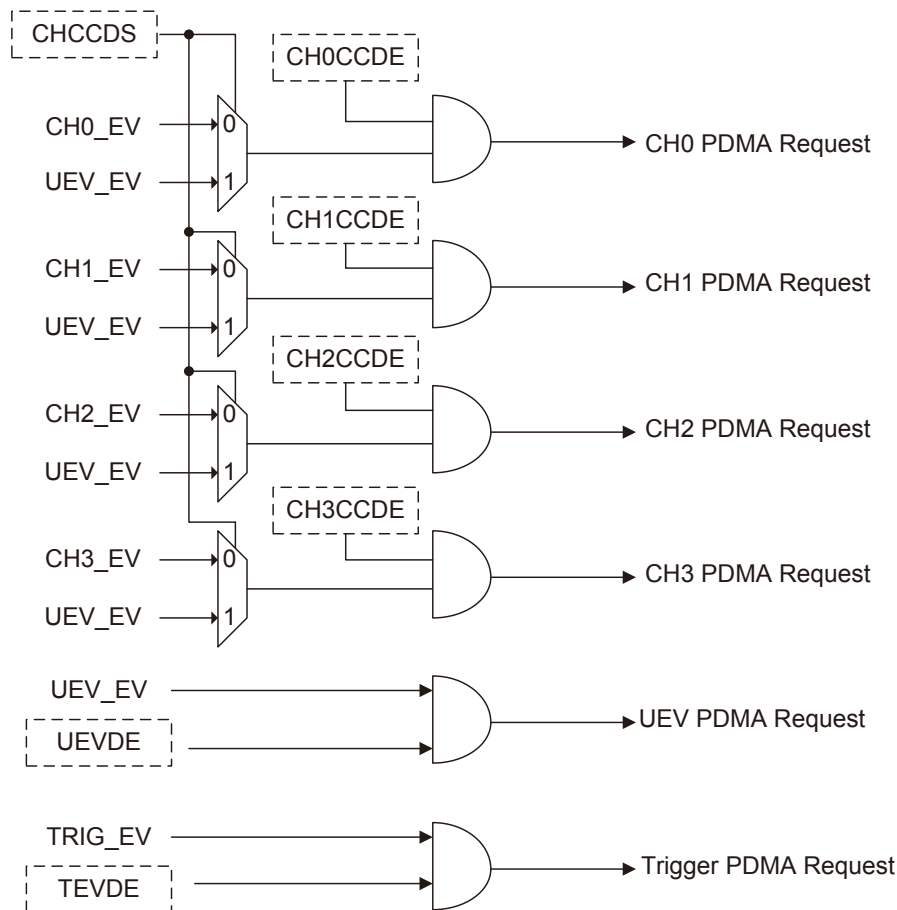 CHCCDS
CH0CCDE
CH0_EV
0
UEV_EV
1
CH0 PDMA Request
CH1CCDE
CH1_EV
0
UEV_EV
1
CH1 PDMA Request
CH2CCDE
CH2_EV
0
UEV_EV
1
CH2 PDMA Request
CH3CCDE
CH3_EV
0
UEV_EV
1
CH3 PDMA Request
UEV_EV
UEVDE
UEV PDMA Request
TRIG_EV
TEVDE
Trigger PDMA Request